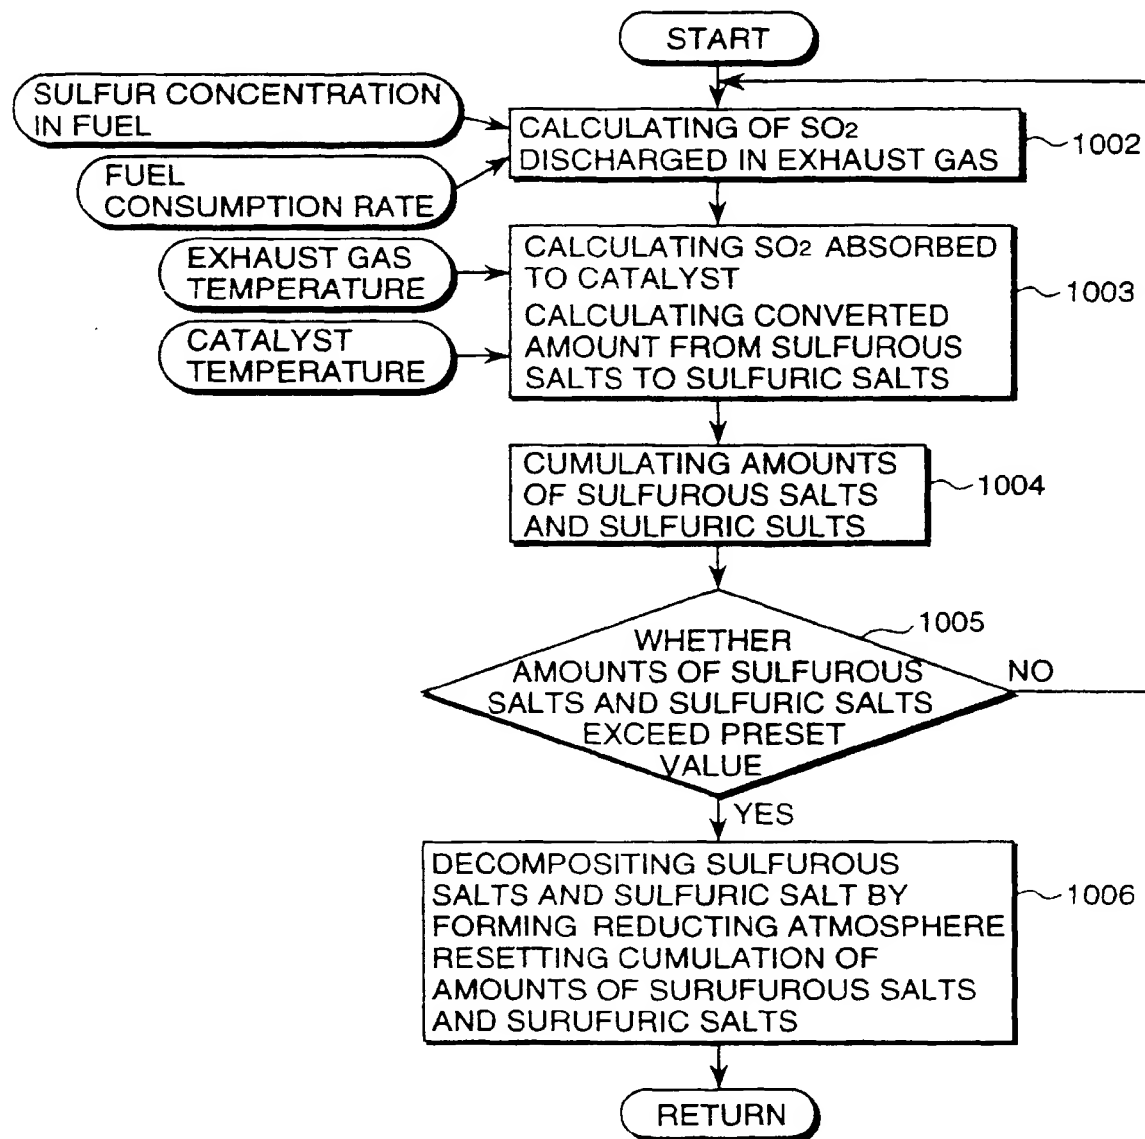 START
SULFUR CONCENTRATION
IN FUEL
CALCULATING OF SO2
DISCHARGED IN EXHAUST GAS
1002
FUEL
CONSUMPTION RATE
EXHAUST GAS
TEMPERATURE
CALCULATING SO2 ABSORBED
TO CATALYST
CALCULATING CONVERTED
AMOUNT FROM SULFUROUS
SALTS TO SULFURIC SALTS
1003
CATALYST
TEMPERATURE
CUMULATING AMOUNTS
OF SULFUROUS SALTS
AND SULFURIC SULTS
1004
1005
WHETHER
AMOUNTS OF SULFUROUS
SALTS AND SULFURIC SALTS
EXCEED PRESET
VALUE
NO
YES
DECOMPOSITING SULFUROUS
SALTS AND SULFURIC SALT BY
FORMING REDUCTING ATMOSPHERE
RESETTING CUMULATION OF
AMOUNTS OF SURUFUROUS SALTS
AND SURUFURIC SALTS
1006
RETURN